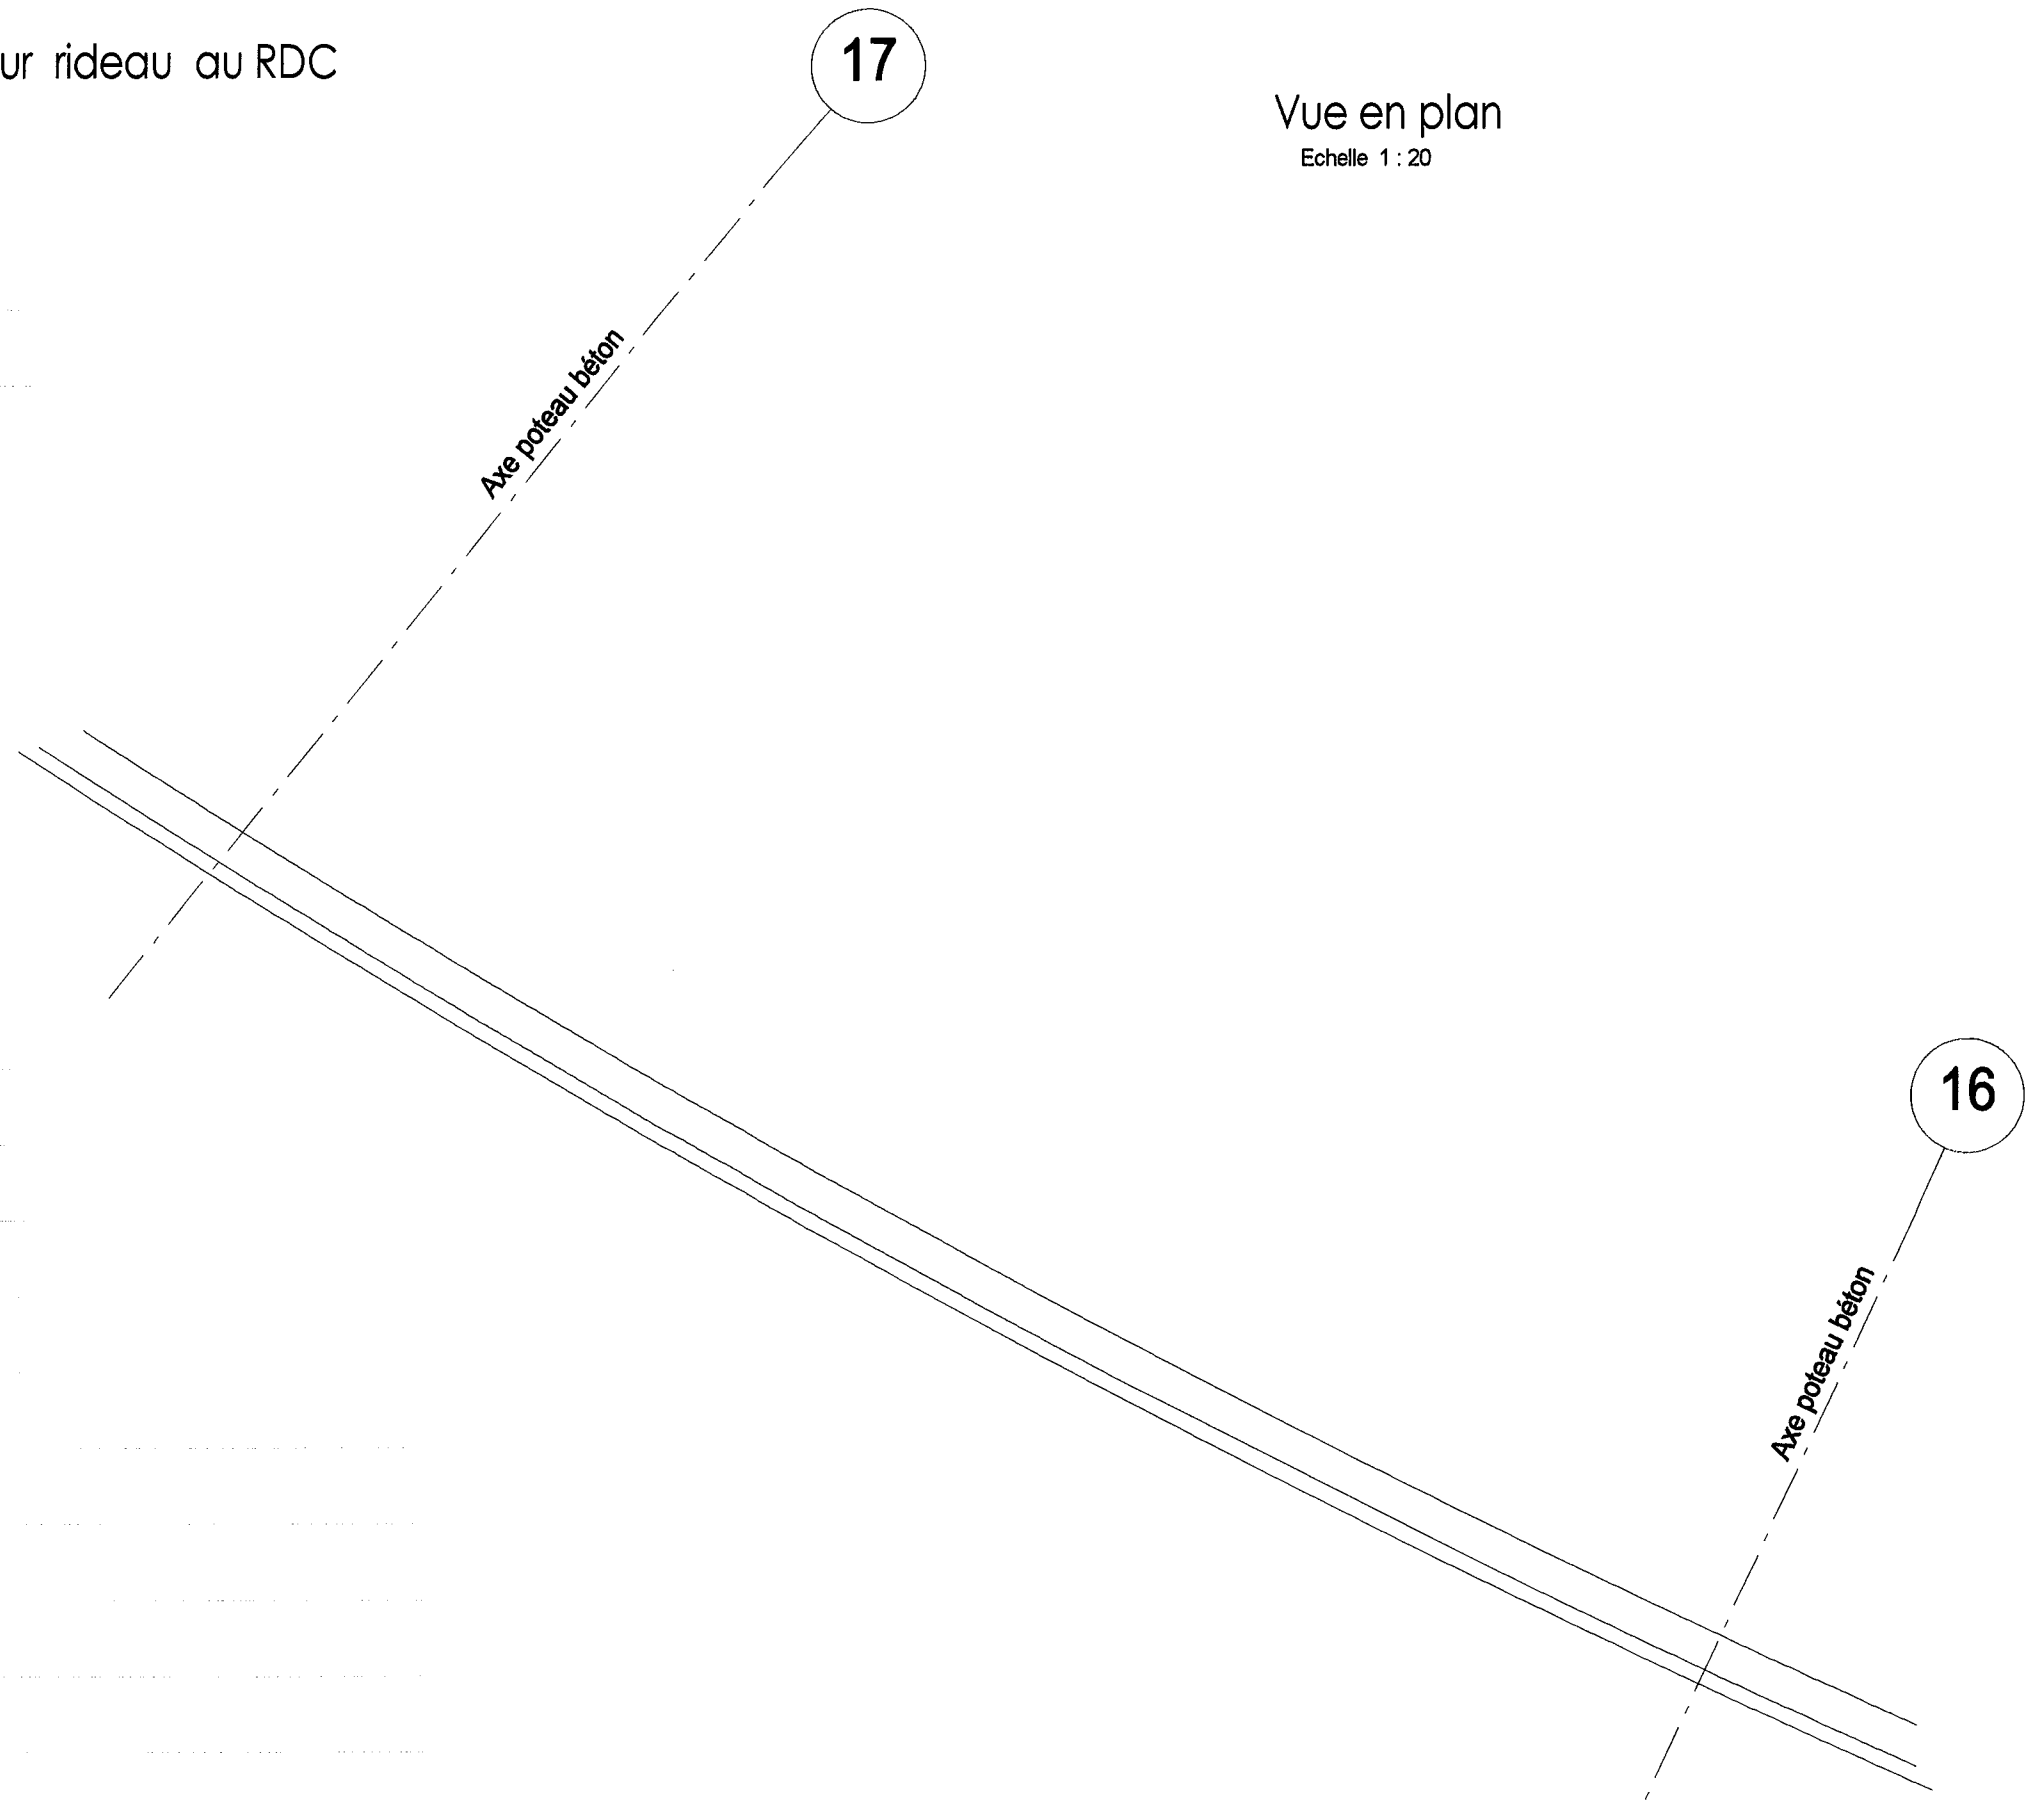 ur rideau au RDC
17
Vue en plan
Echelle 1 : 20
Axe poteau béton
16
Axe poteau béton